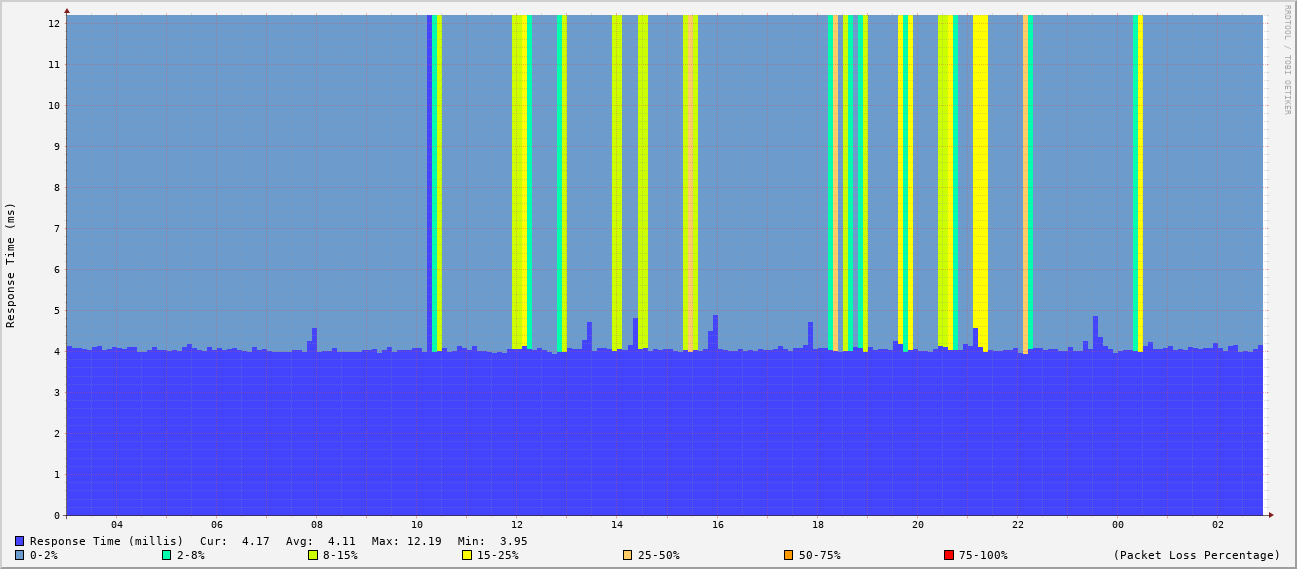 RRDTOOL / TOBI OETIKER
Response Time (ms)
12
11
10
9
8
7
6
5
4
3
2
1
0
04 06 08 10 12 14 16 18 20 22 00 02
Response Time (millis) Cur: 4.17 Avg: 4.11 Max: 12.19 Min: 3.95
0-2% 2-8% 8-15% 15-25% 25-50% 50-75% 75-100% (Packet Loss Percentage)